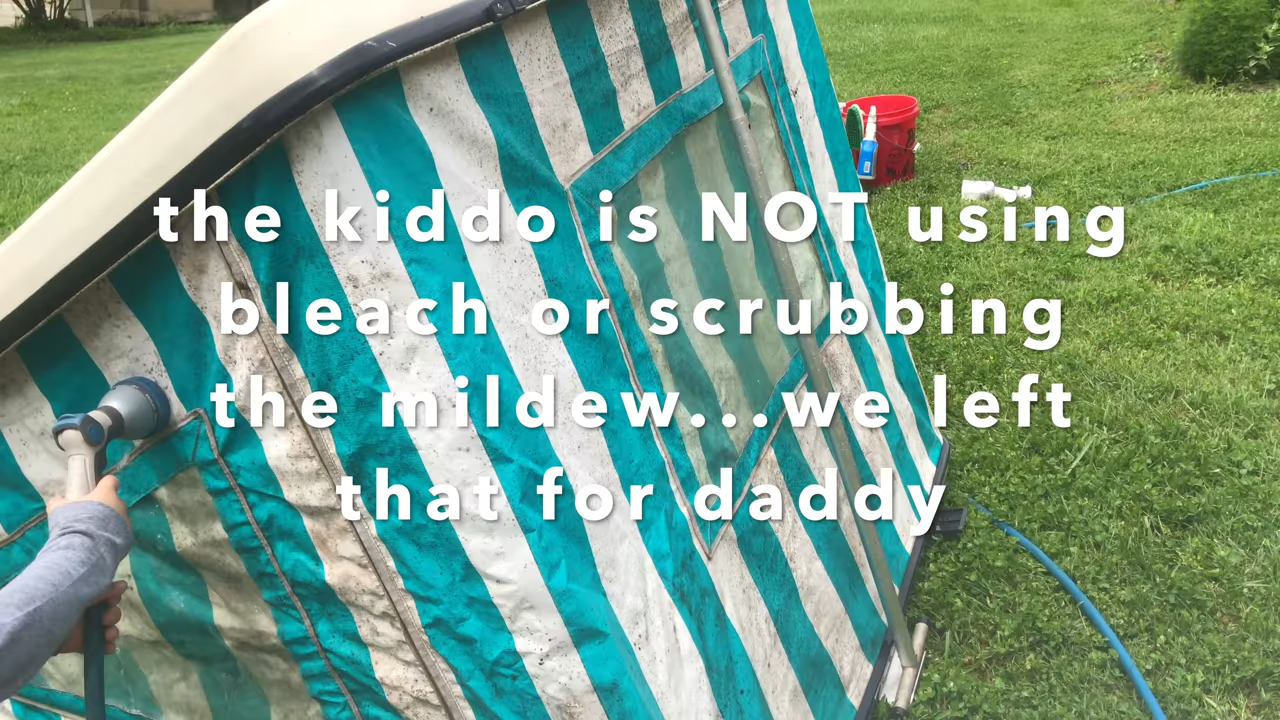 the kiddo is NOT using
bleach or scrubbing
the mildew...we left
that for daddy